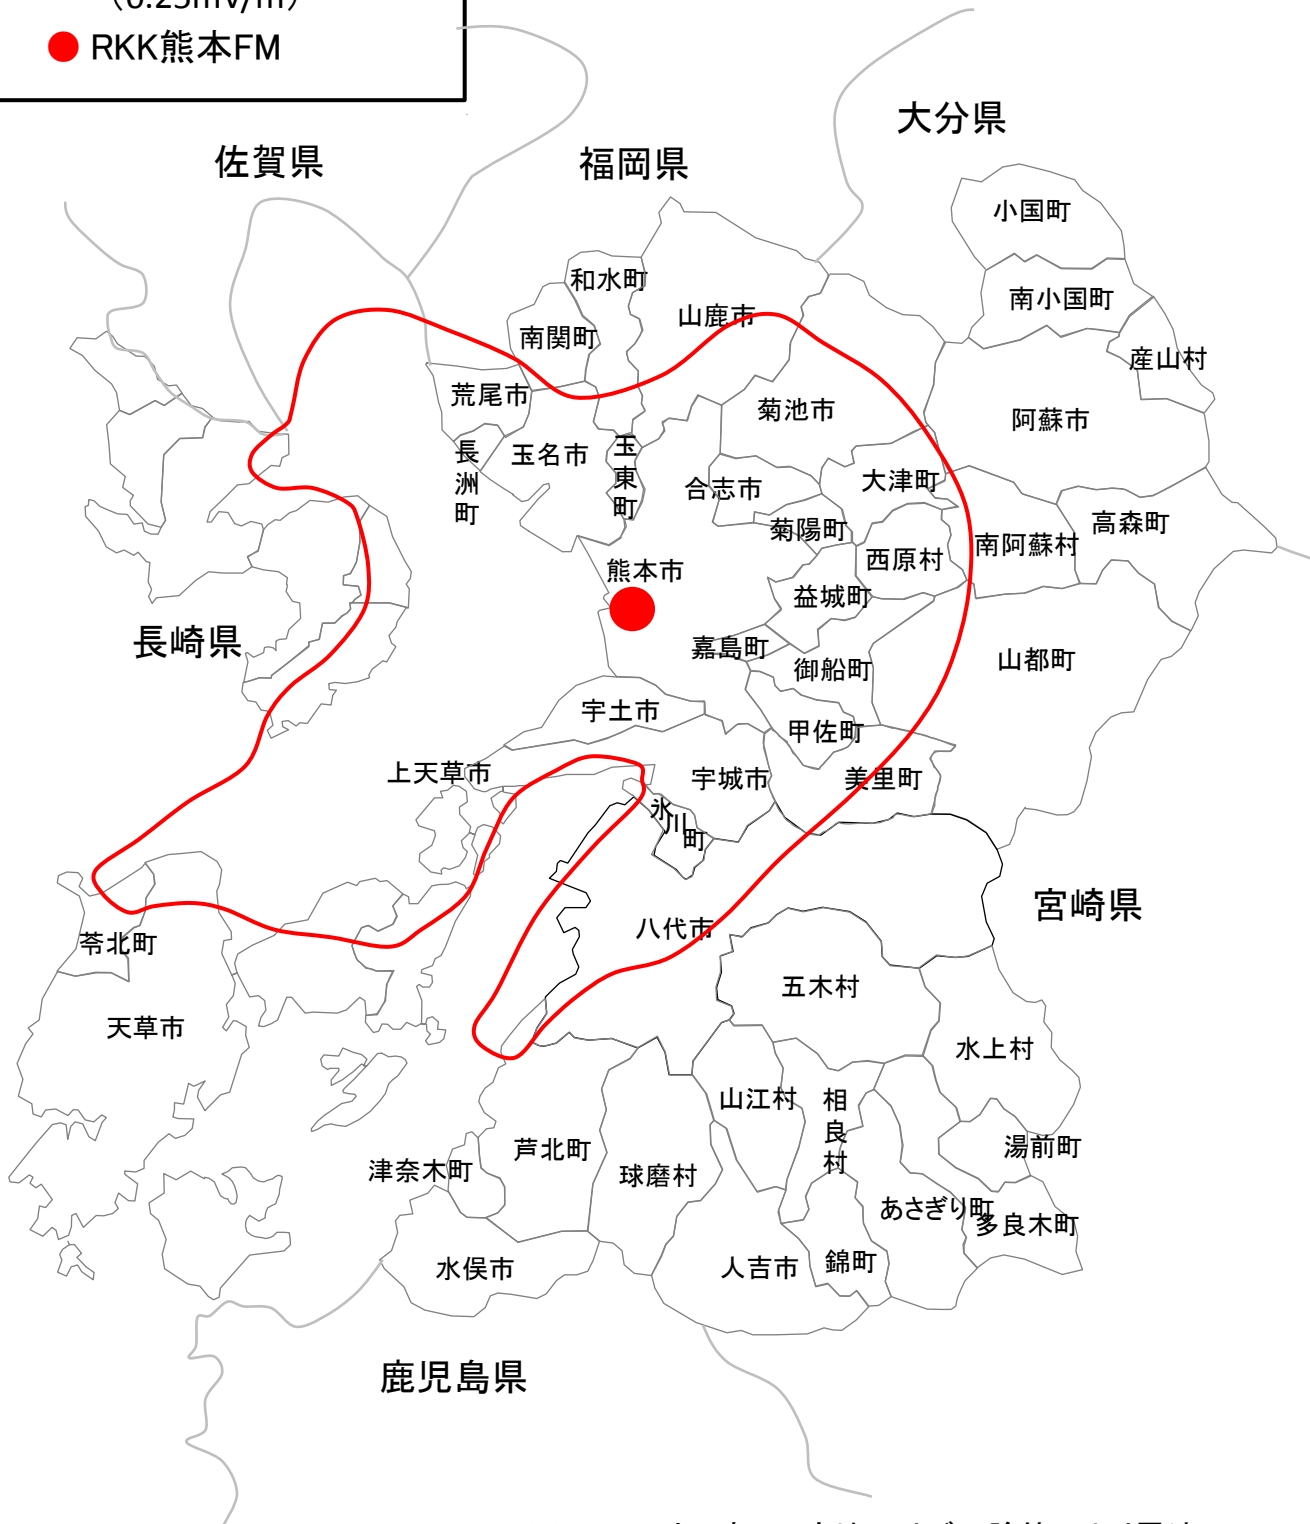 （0.25mv/m）
RKK熊本FM
大分県
佐賀県
福岡県
小国町
和水町
南小国町
山鹿市
南関町
産山村
荒尾市
菊池市
阿蘇市
長洲町
玉名市
玉東町
合志市
大津町
菊陽町
高森町
南阿蘇村
西原村
熊本市
益城町
長崎県
嘉島町
御船町
山都町
宇土市
甲佐町
上天草市
宇城市
美里町
氷川町
宮崎県
八代市
苓北町
五木村
天草市
水上村
山江村
相良村
芦北町
湯前町
津奈木町
球磨村
あさぎり町
多良木町
水俣市
人吉市
錦町
鹿児島県